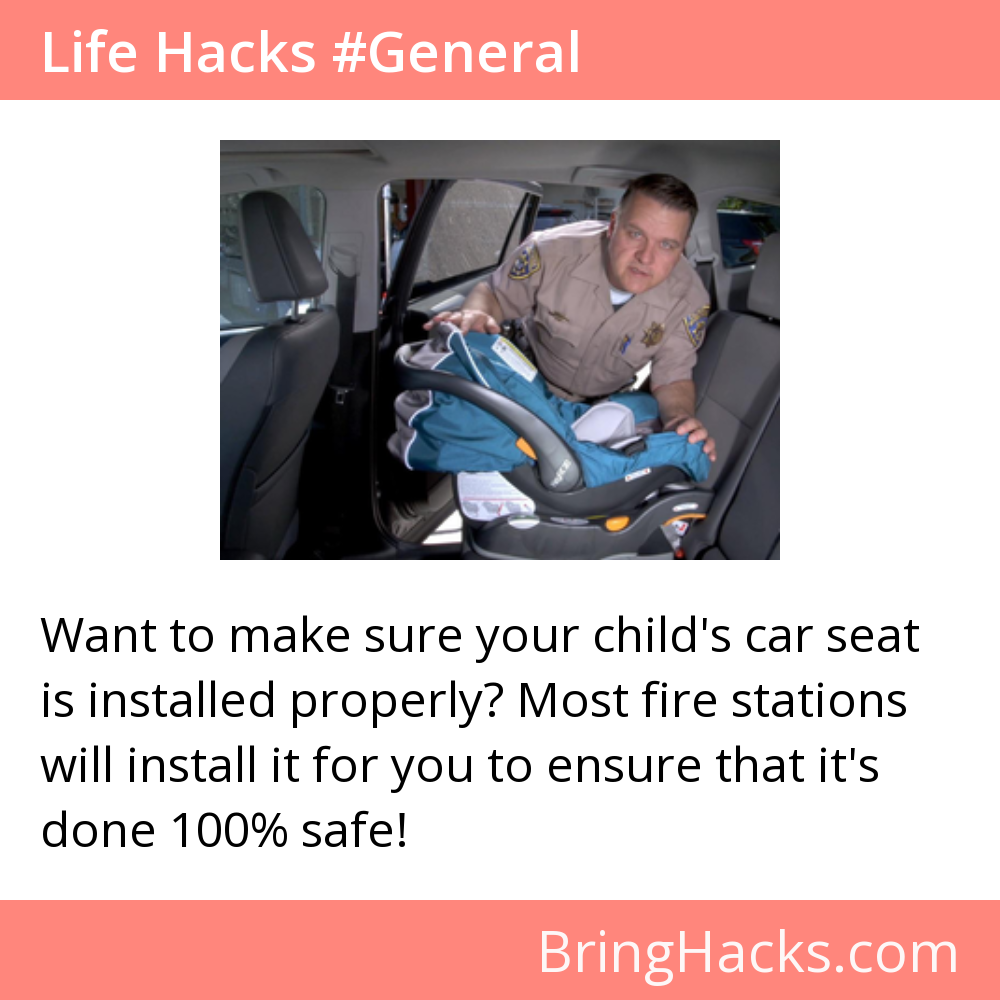 Life Hacks #General
Want to make sure your child's car seat
is installed properly? Most fire stations
will install it for you to ensure that it's
done 100% safe!
BringHacks.com